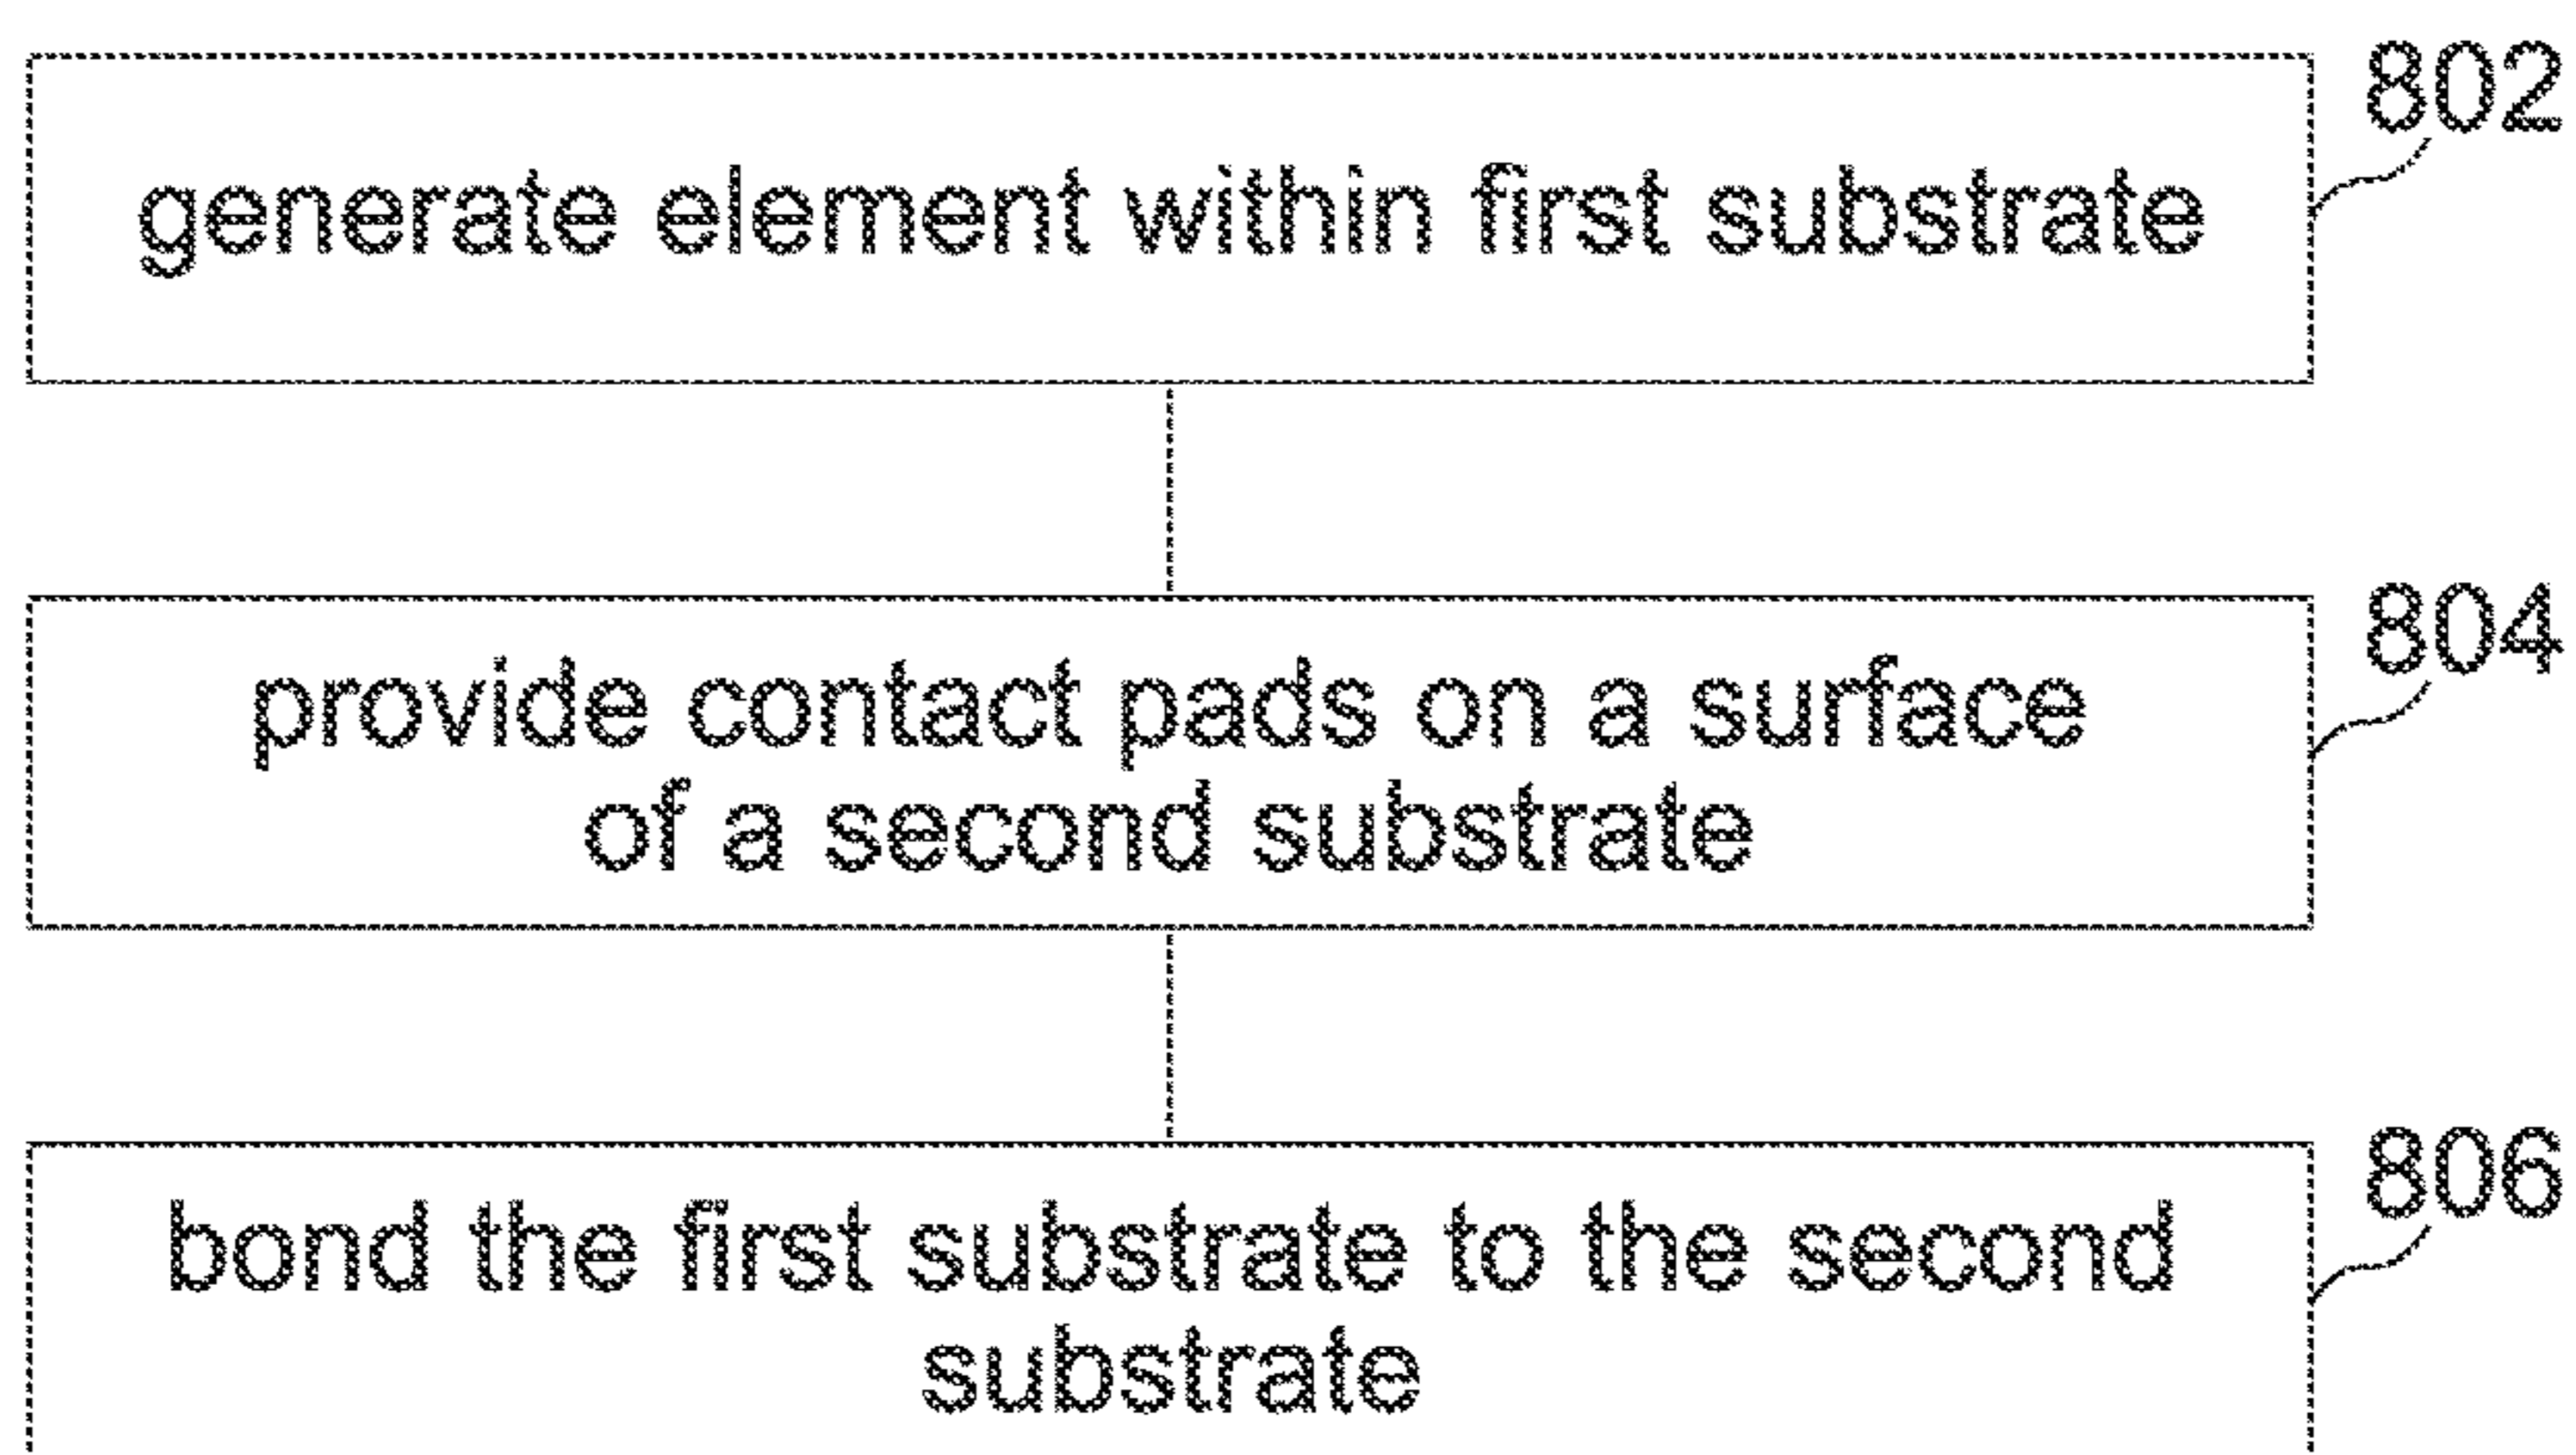 802
generate element within first substrate
804
provide contact pads on a surface
of a second substrate
806
bond the first substrate to the second
substrate